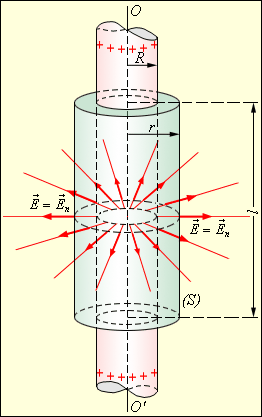 O
+ + + + + +
R
r
l
E⃗ = E⃗ₙ
E⃗ = E⃗ₙ
(S)
+ + + + + +
O'